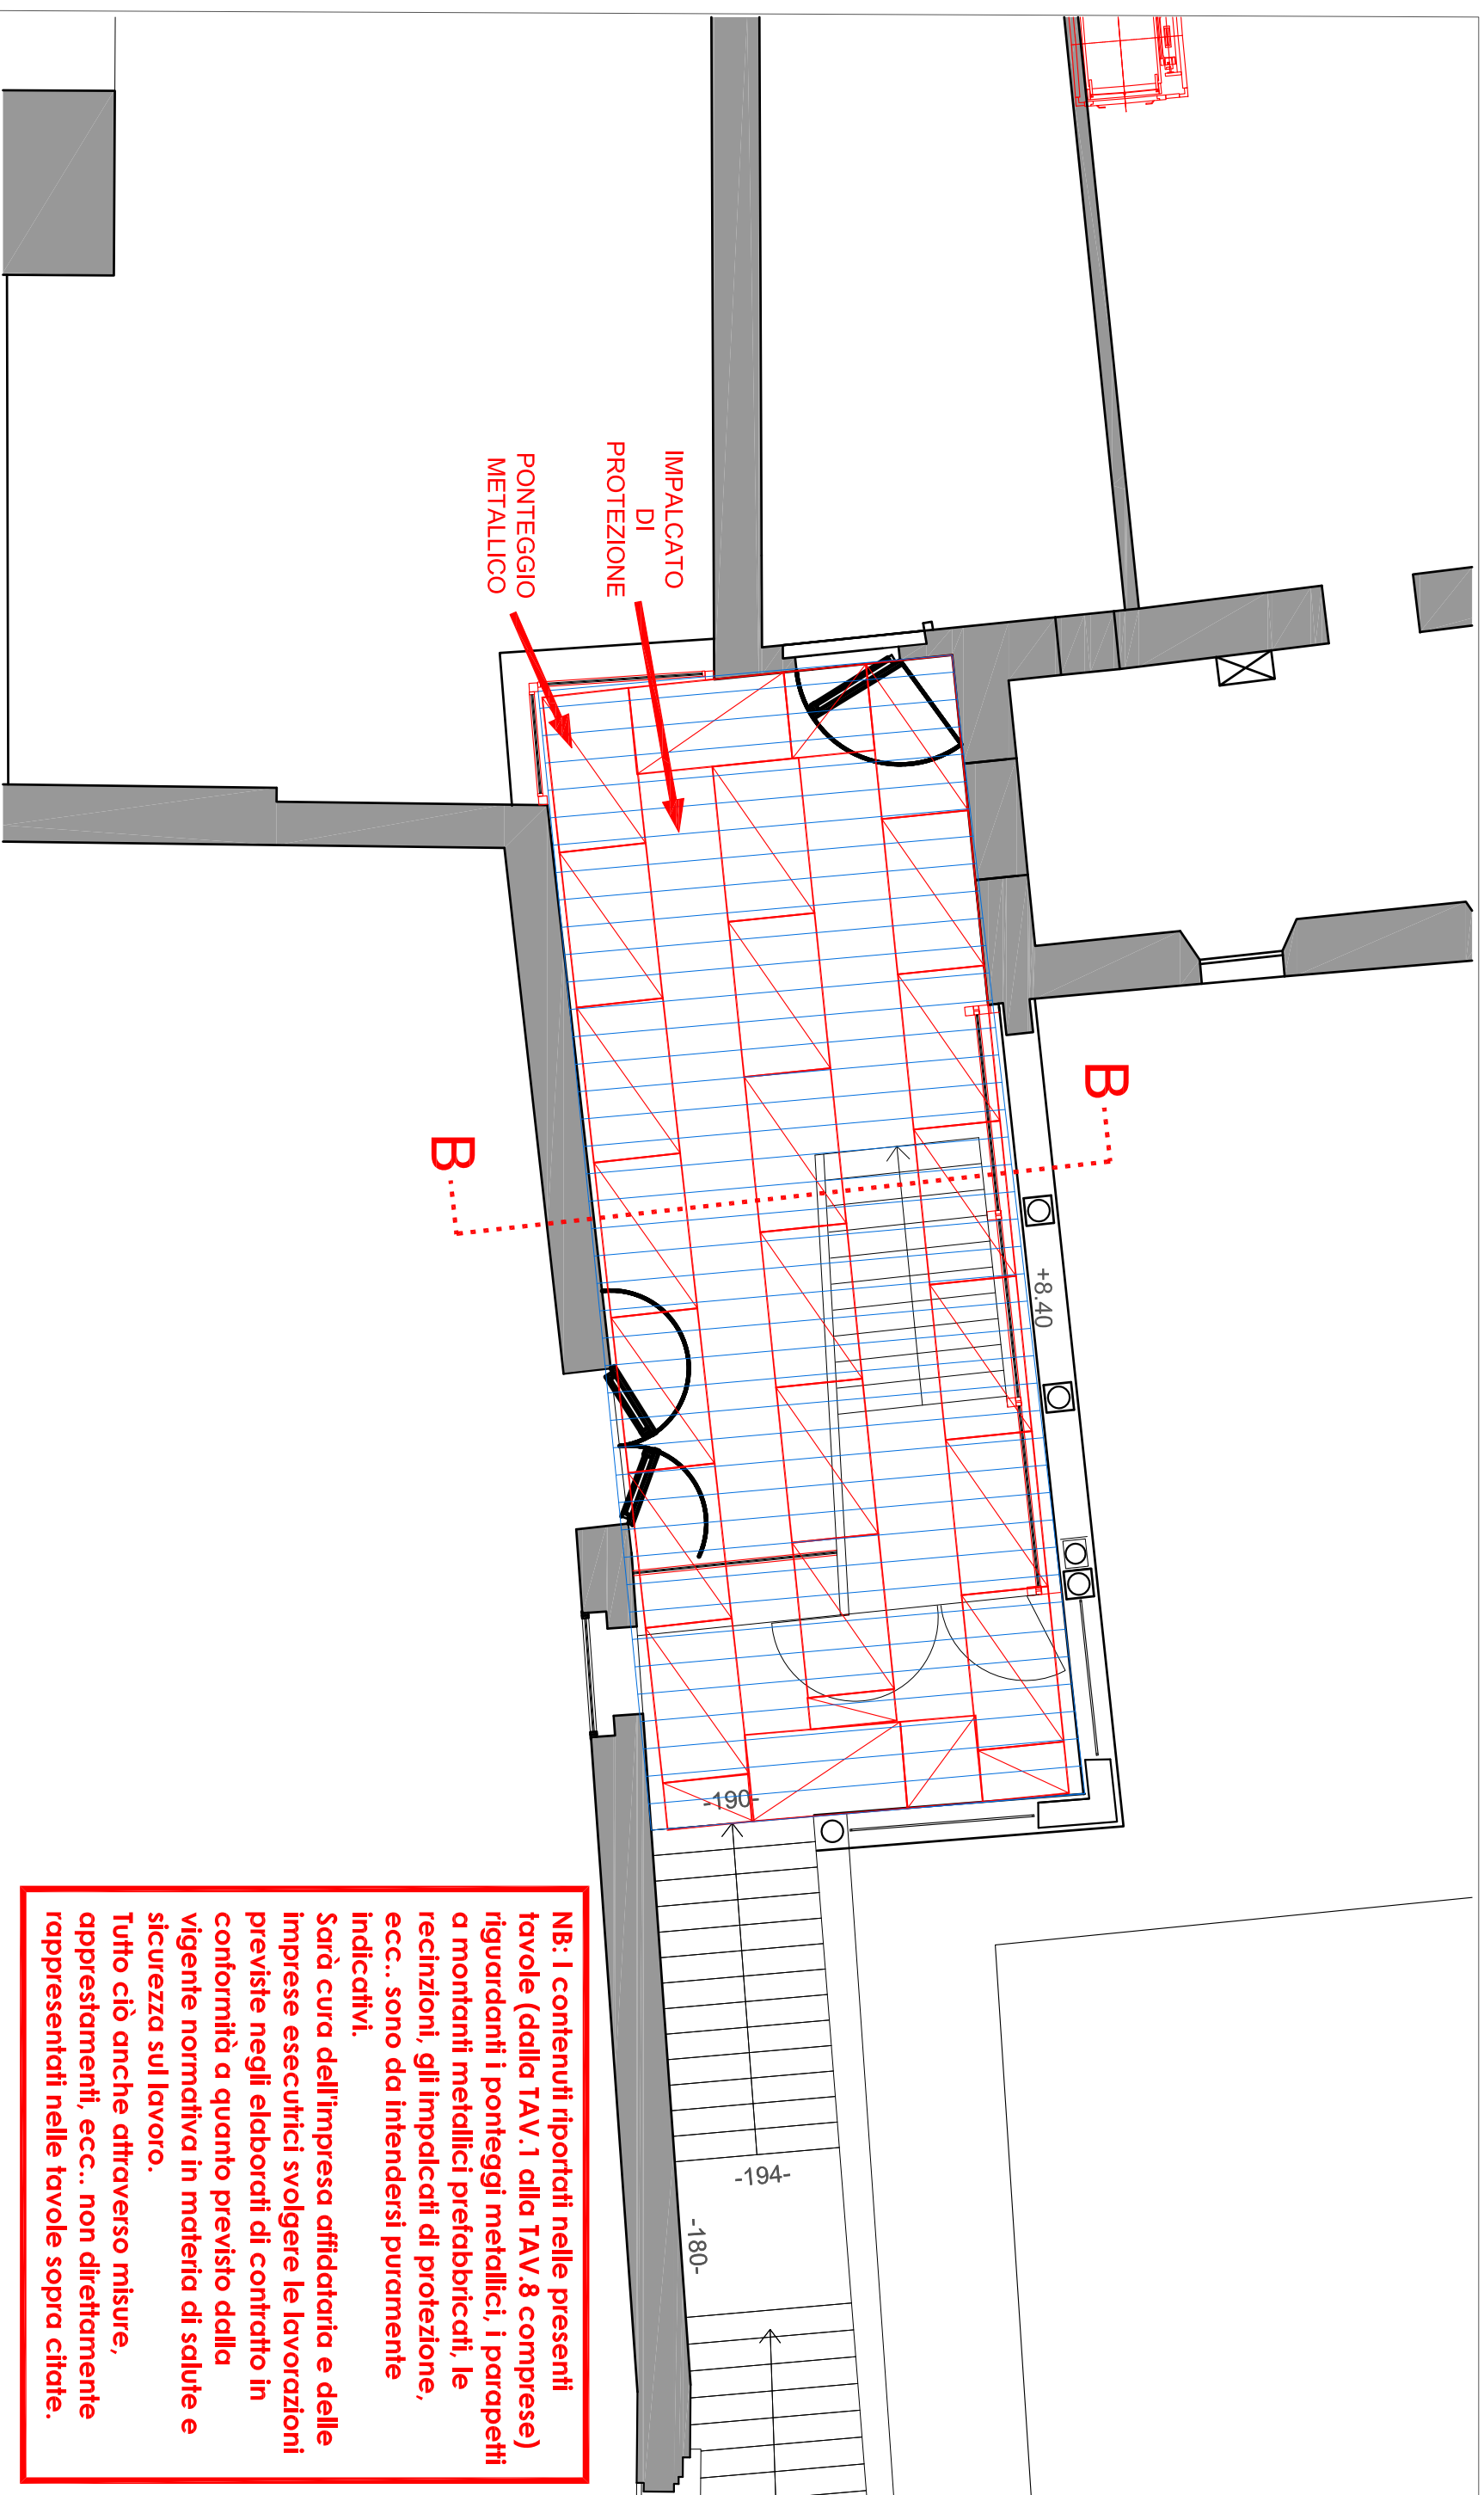 IMPALCATO
DI
PROTEZIONE
PONTEGGIO
METALLICO
B
B
+8.40
-190-
-194-
-180-
NB: I contenuti riportati nelle presenti
tavole (dalla TAV.1 alla TAV.8 comprese)
riguardanti i ponteggi metallici, i parapetti
a montanti metallici prefabbricati, le
recinzioni, gli impalcati di protezione,
ecc.. sono da intendersi puramente
indicativi.
Sarà cura dell'impresa affidataria e delle
imprese esecutrici svolgere le lavorazioni
previste negli elaborati di contratto in
conformità a quanto previsto dalla
vigente normativa in materia di salute e
sicurezza sul lavoro.
Tutto ciò anche attraverso misure,
apprestamenti, ecc.. non direttamente
rappresentati nelle tavole sopra citate.